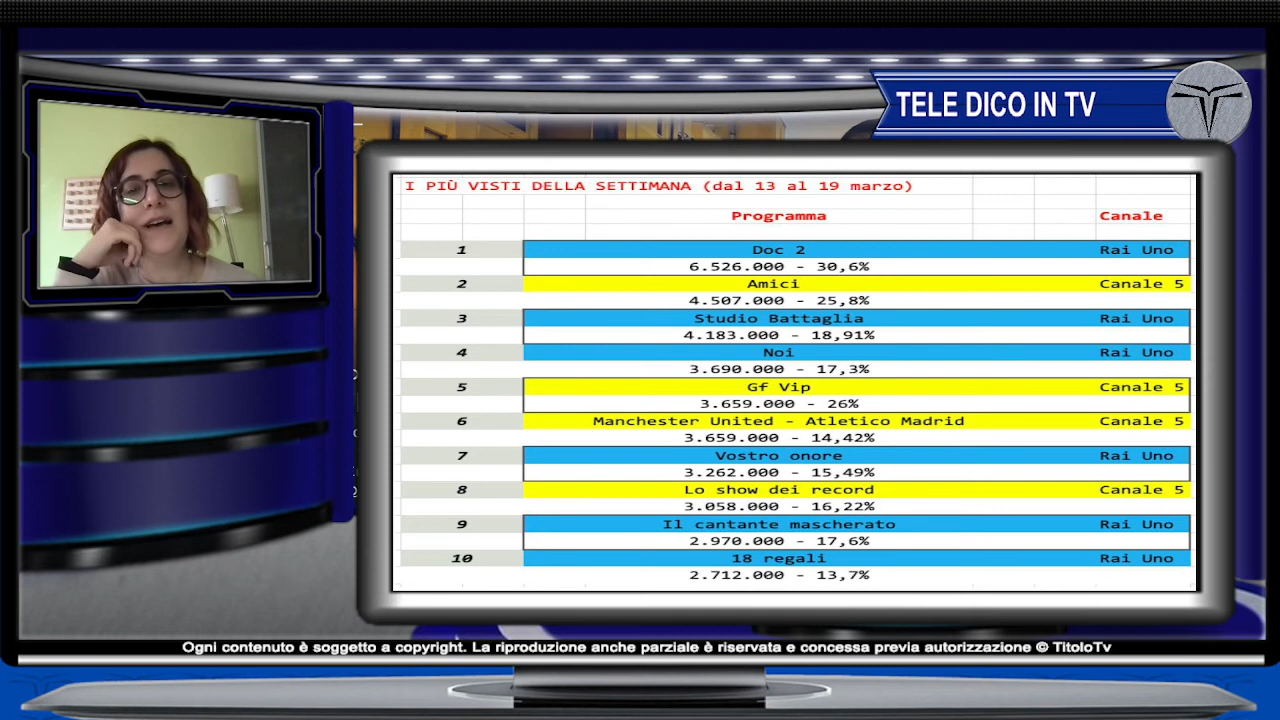 TELE DICO IN TV
I PIÙ VISTI DELLA SETTIMANA (dal 13 al 19 marzo)
Programma Canale
1 Doc 2 Rai Uno
6.526.000 - 30,6%
2 Amici Canale 5
4.507.000 - 25,8%
3 Studio Battaglia Rai Uno
4.183.000 - 18,91%
4 Noi Rai Uno
3.690.000 - 17,3%
5 Gf Vip Canale 5
3.659.000 - 26%
6 Manchester United - Atletico Madrid Canale 5
3.659.000 - 14,42%
7 Vostro onore Rai Uno
3.262.000 - 15,49%
8 Lo show dei record Canale 5
3.058.000 - 16,22%
9 Il cantante mascherato Rai Uno
2.970.000 - 17,6%
10 18 regali Rai Uno
2.712.000 - 13,7%
Ogni contenuto è soggetto a copyright. La riproduzione anche parziale è riservata e concessa previa autorizzazione © TitoloTv